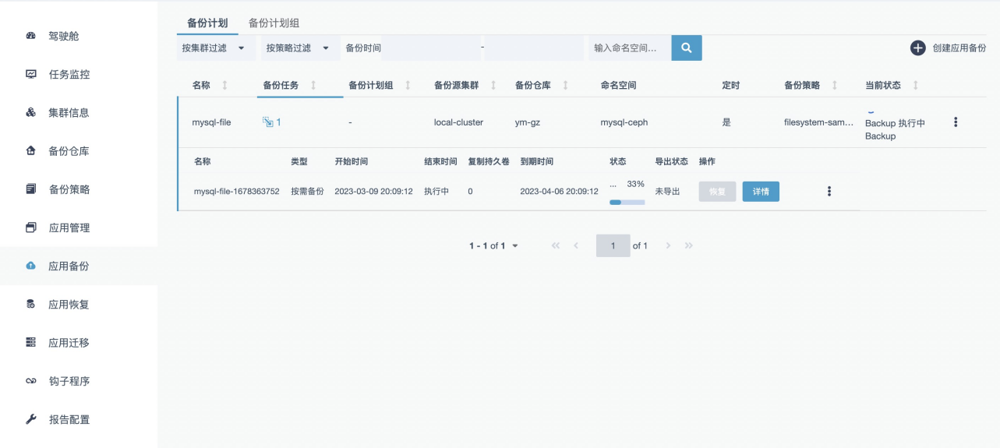 驾驶舱
任务监控
集群信息
备份仓库
备份策略
应用管理
应用备份
应用恢复
应用迁移
钩子程序
报告配置
备份计划 备份计划组
按集群过滤 按策略过滤 备份时间 - 输入命名空间... 创建应用备份
名称 备份任务 备份计划组 备份源集群 备份仓库 命名空间 定时 备份策略 当前状态
mysql-file 1 - local-cluster ym-gz mysql-ceph 是 filesystem-sam... Backup 执行中
Backup
名称 类型 开始时间 结束时间 复制持久卷 到期时间 状态 导出状态 操作
mysql-file-1678363752 按需备份 2023-03-09 20:09:12 执行中 0 2023-04-06 20:09:12 ... 33% 未导出 恢复 详情
1 - 1 of 1 1 of 1